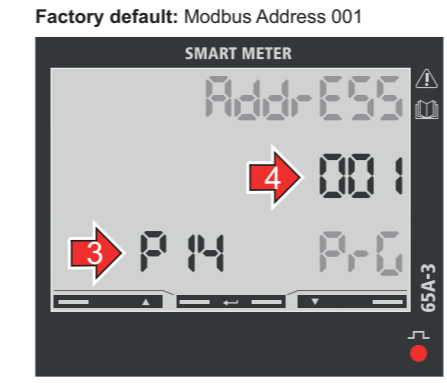 Factory default: Modbus Address 001
SMART METER
AddrESS
4 001
3 P14 PrG
65A-3